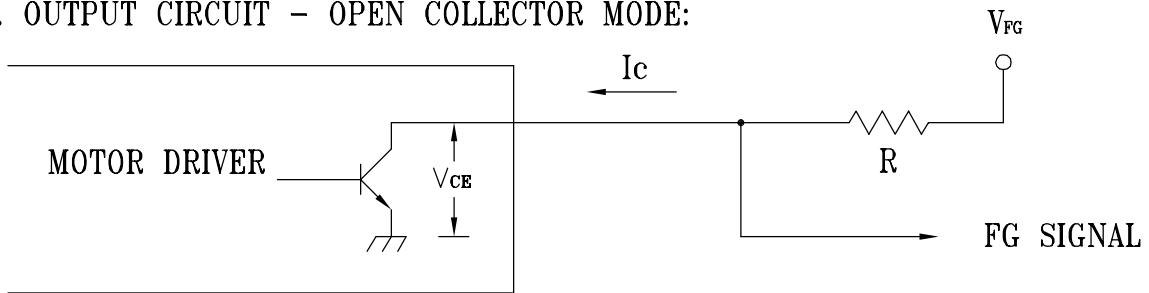 . OUTPUT CIRCUIT – OPEN COLLECTOR MODE:
VFG
Ic
MOTOR DRIVER
VCE
R
FG SIGNAL